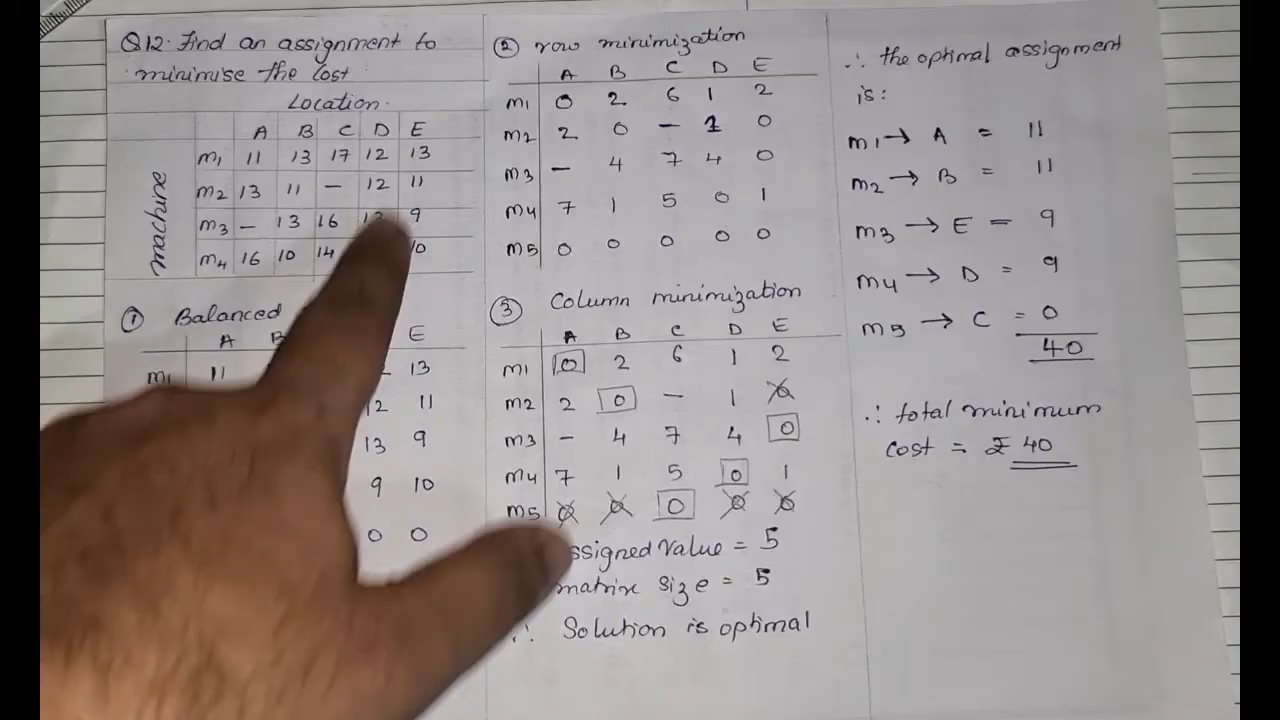 Q12. Find an assignment to
minimise the cost.
Location.
A B C D E
machine
m1 11 13 17 12 13
m2 13 11 — 12 11
m3 — 13 16 9
m4 16 10 14 10
① Balanced
A E
m1 11 13
12 11
13 9
9 10
0 0
② row minimization
A B C D E
m1 0 2 6 1 2
m2 2 0 — 1 0
m3 — 4 7 4 0
m4 7 1 5 0 1
m5 0 0 0 0 0
③ Column minimization
A B C D E
m1 0 2 6 1 2
m2 2 0 — 1 0
m3 — 4 7 4 0
m4 7 1 5 0 1
m5 0 0 0 0 0
ssigned value = 5
matrix size = 5
∴ Solution is optimal
∴ the optimal assignment
is:
m1 → A = 11
m2 → B = 11
m3 → E = 9
m4 → D = 9
m5 → C = 0
40
∴ total minimum
cost = ₹ 40